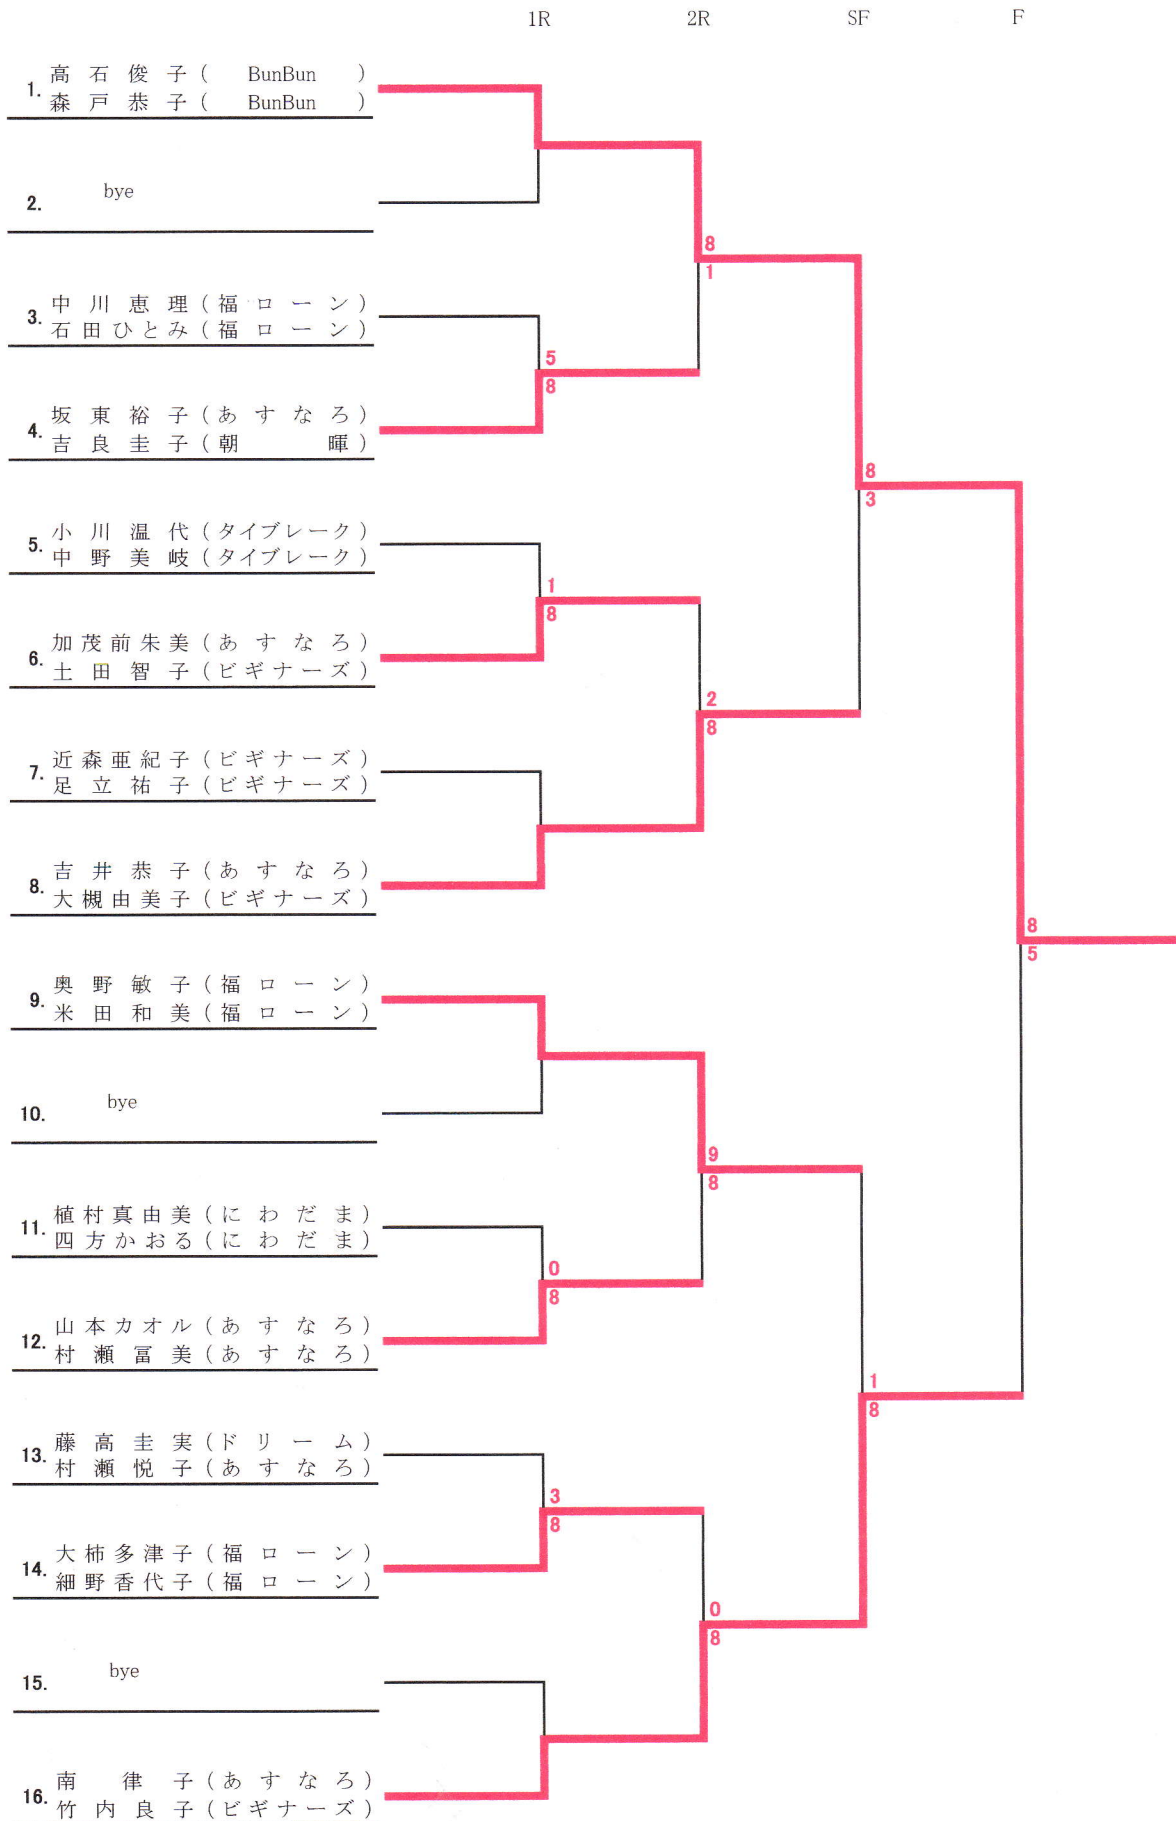 1R 2R SF F
1. 高石俊子(BunBun)
森戸恭子(BunBun)
2. bye
8
1
3. 中川恵理(福ローン)
石田ひとみ(福ローン)
5
8
4. 坂東裕子(あすなろ)
吉良圭子(朝暉)
8
3
5. 小川温代(タイブレーク)
中野美岐(タイブレーク)
1
8
6. 加茂前朱美(あすなろ)
土田智子(ビギナーズ)
2
8
7. 近森亜紀子(ビギナーズ)
足立祐子(ビギナーズ)
8. 吉井恭子(あすなろ)
大槻由美子(ビギナーズ)
8
5
9. 奥野敏子(福ローン)
米田和美(福ローン)
10. bye
9
8
11. 植村真由美(にわだま)
四方かおる(にわだま)
0
8
12. 山本カオル(あすなろ)
村瀬冨美(あすなろ)
1
8
13. 藤高圭実(ドリーム)
村瀬悦子(あすなろ)
3
8
14. 大柿多津子(福ローン)
細野香代子(福ローン)
0
8
15. bye
16. 南律子(あすなろ)
竹内良子(ビギナーズ)